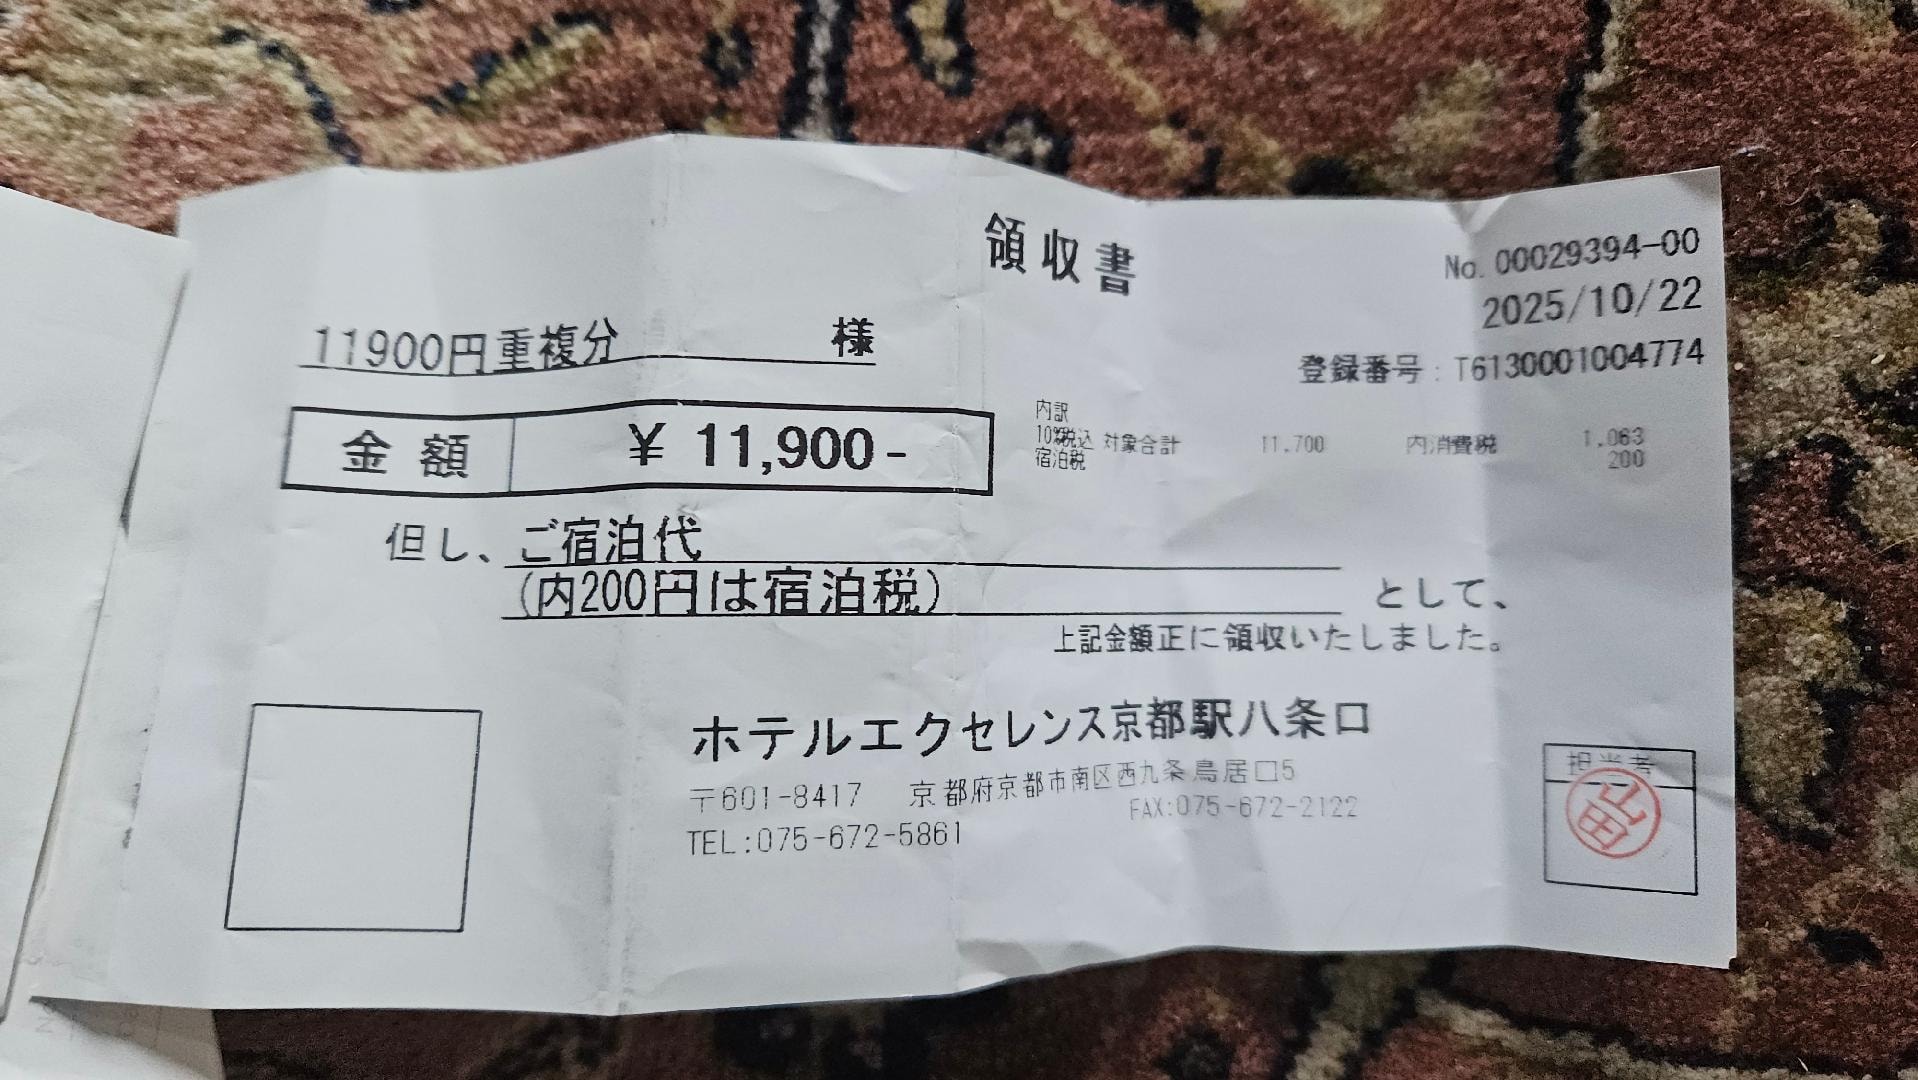 領収書
No.00029394-00
2025/10/22
登録番号:T6130001004774
11900円重複分 様
金額 ¥ 11,900-
内訳
10%税込 対象合計 11,700 内消費税 1,063
宿泊税 200
但し、ご宿泊代
(内200円は宿泊税) として、
上記金額正に領収いたしました。
ホテルエクセレンス京都駅八条口
〒601-8417 京都府京都市南区西九条鳥居口5
TEL:075-672-5861 FAX:075-672-2122
担当者
山田